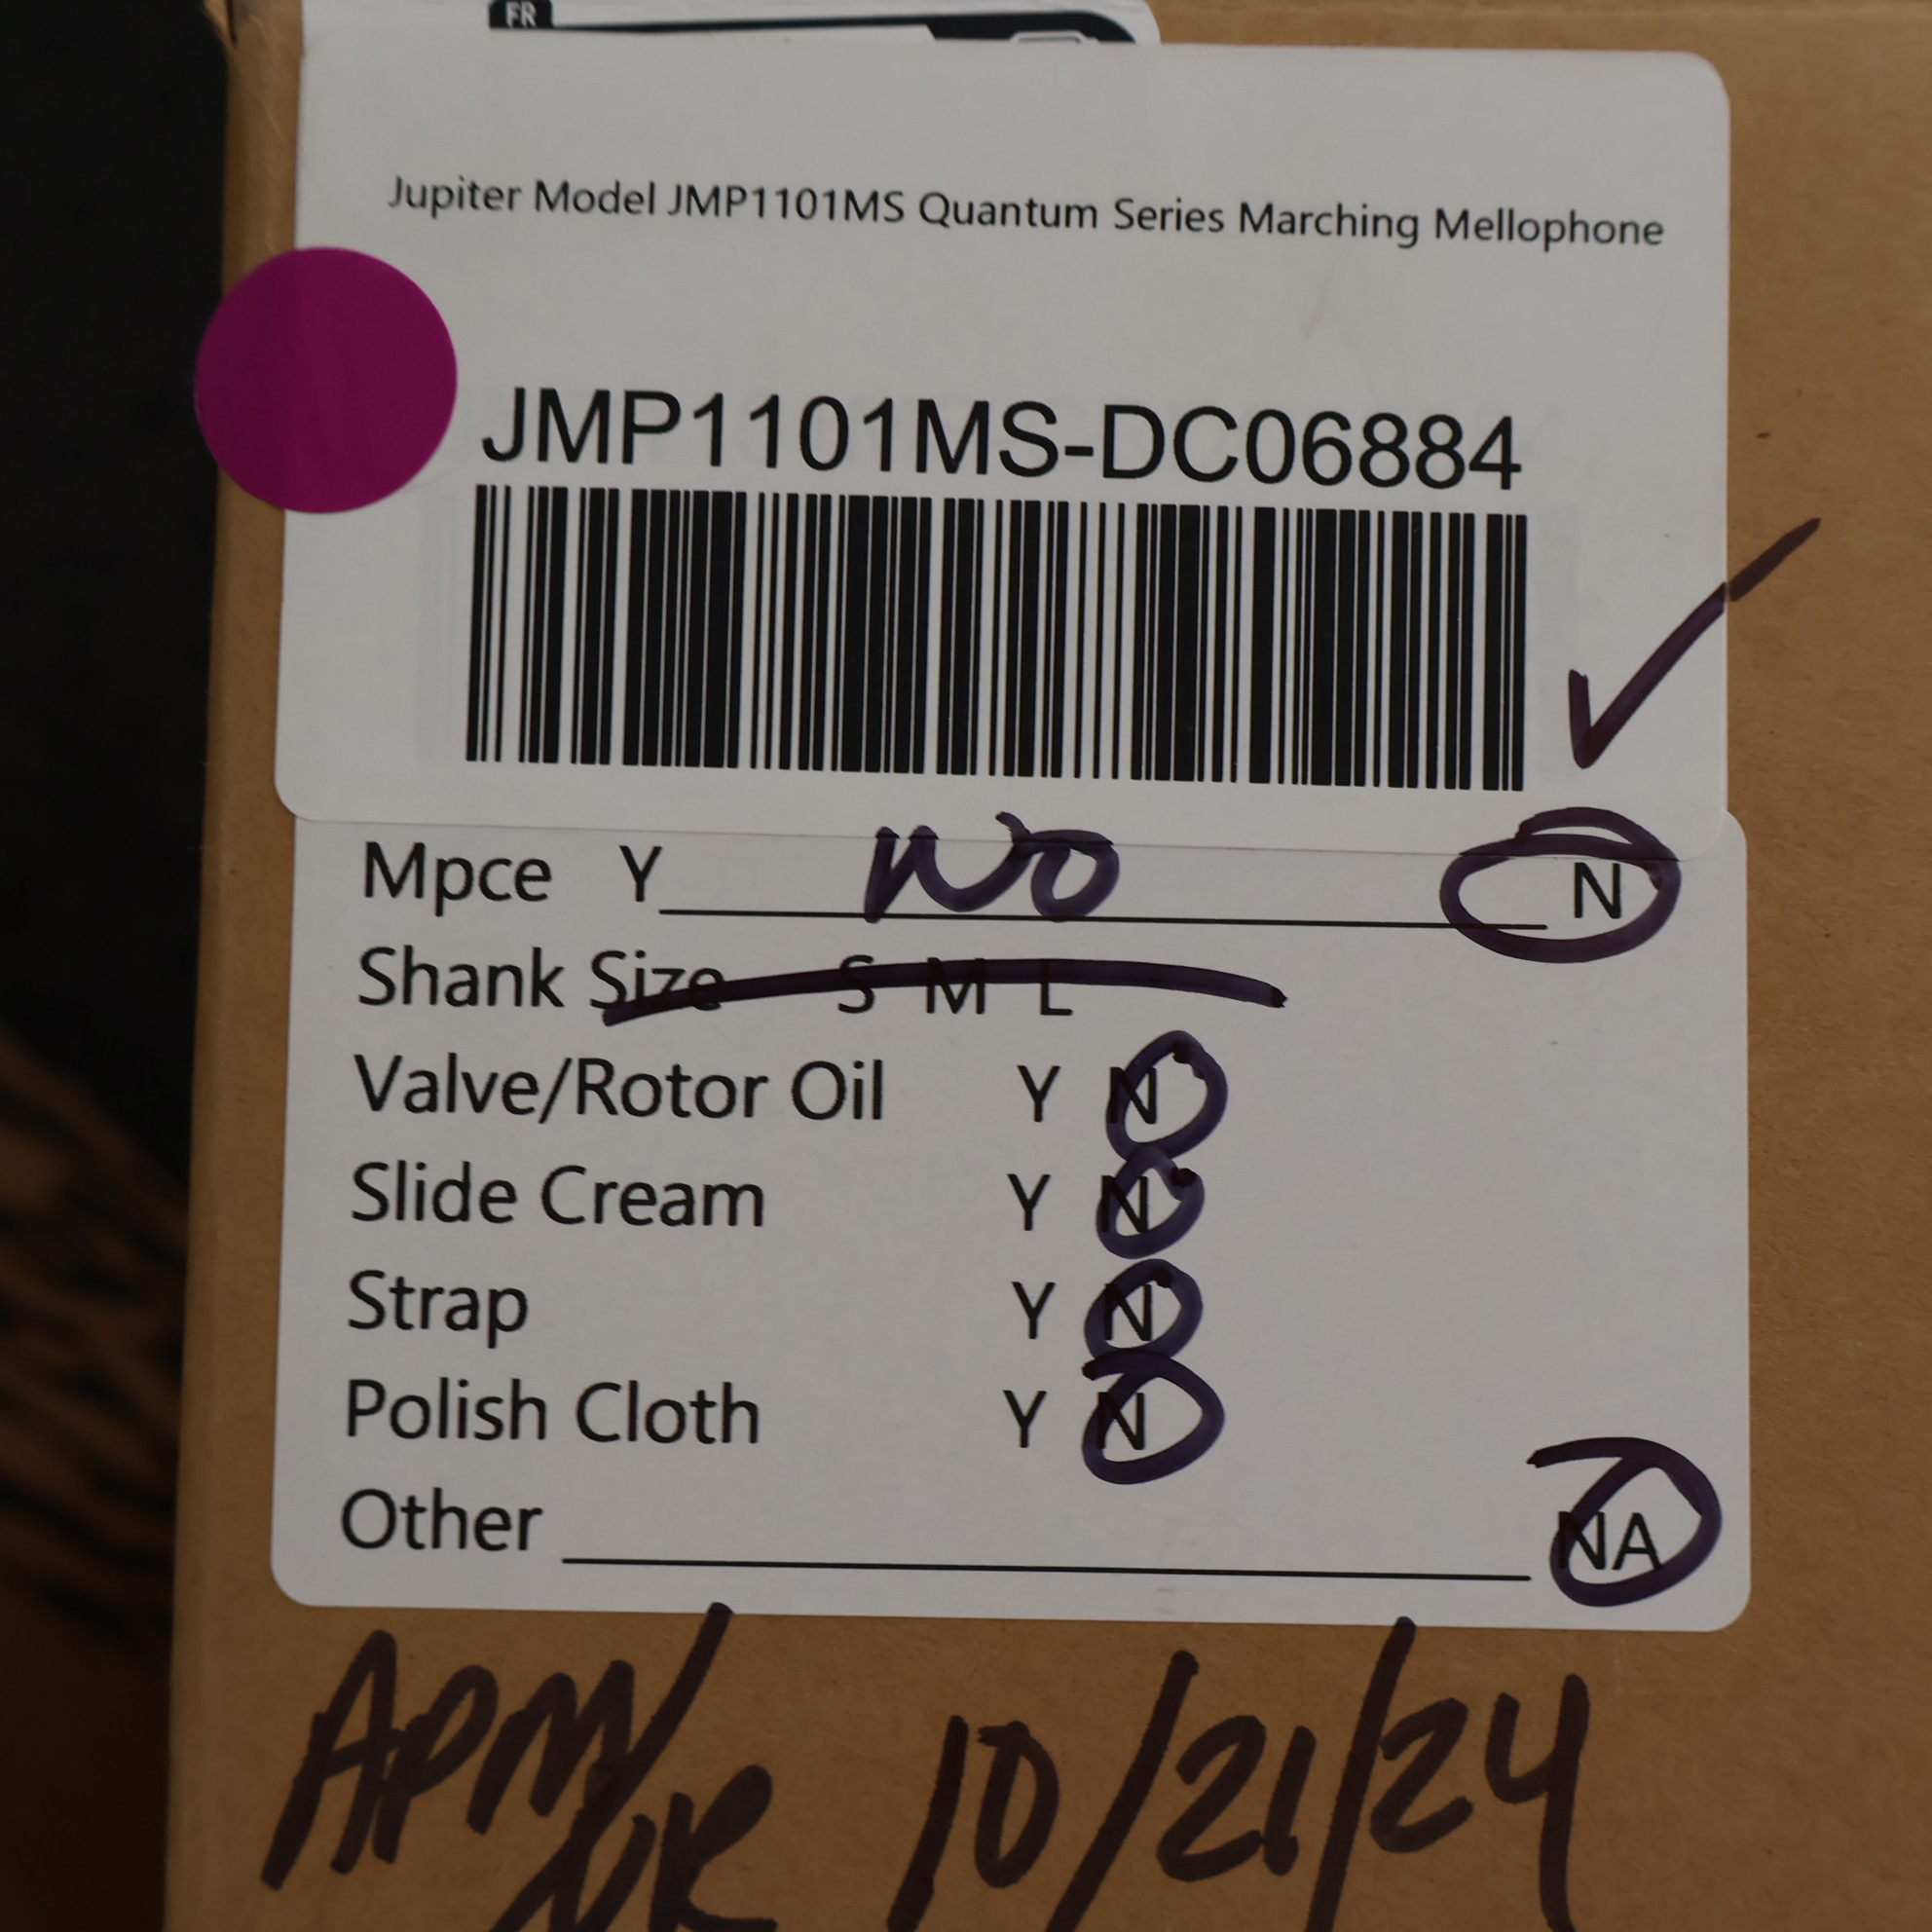 FR
Jupiter Model JMP1101MS Quantum Series Marching Mellophone
JMP1101MS-DC06884
Mpce Y NO N
Shank Size S M L
Valve/Rotor Oil Y N
Slide Cream Y N
Strap Y N
Polish Cloth Y N
Other NA
APM/ 10/21/24